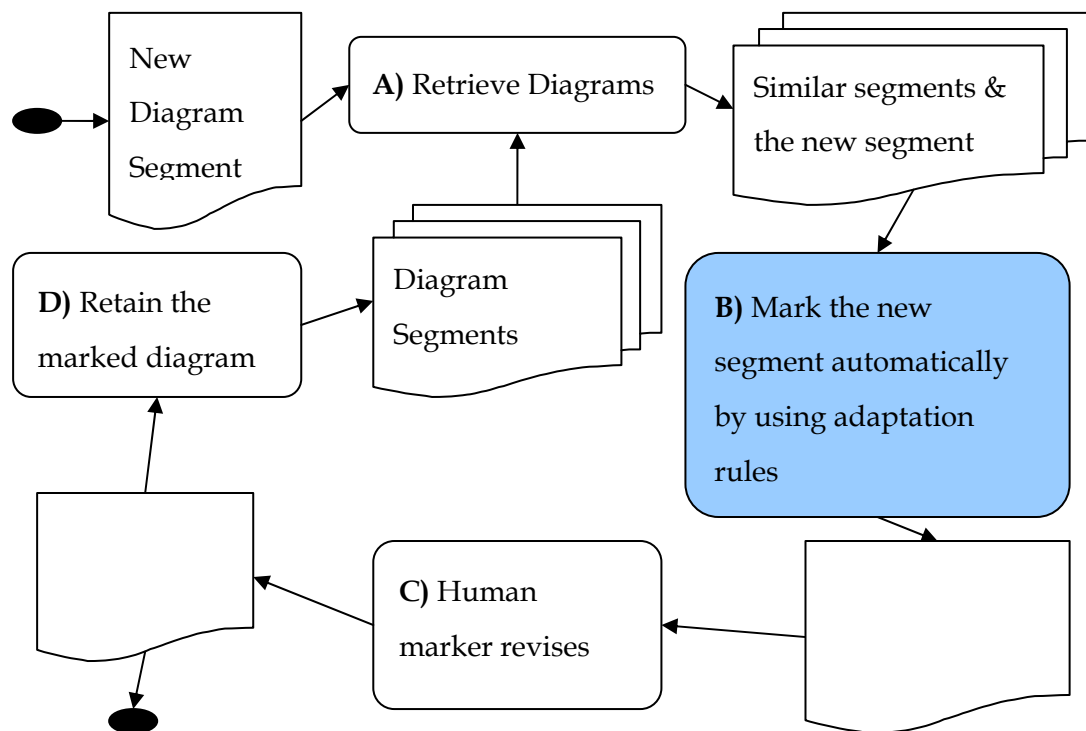 New
Diagram
Segment
A) Retrieve Diagrams
Similar segments &
the new segment
D) Retain the
marked diagram
Diagram
Segments
B) Mark the new
segment automatically
by using adaptation
rules
C) Human
marker revises